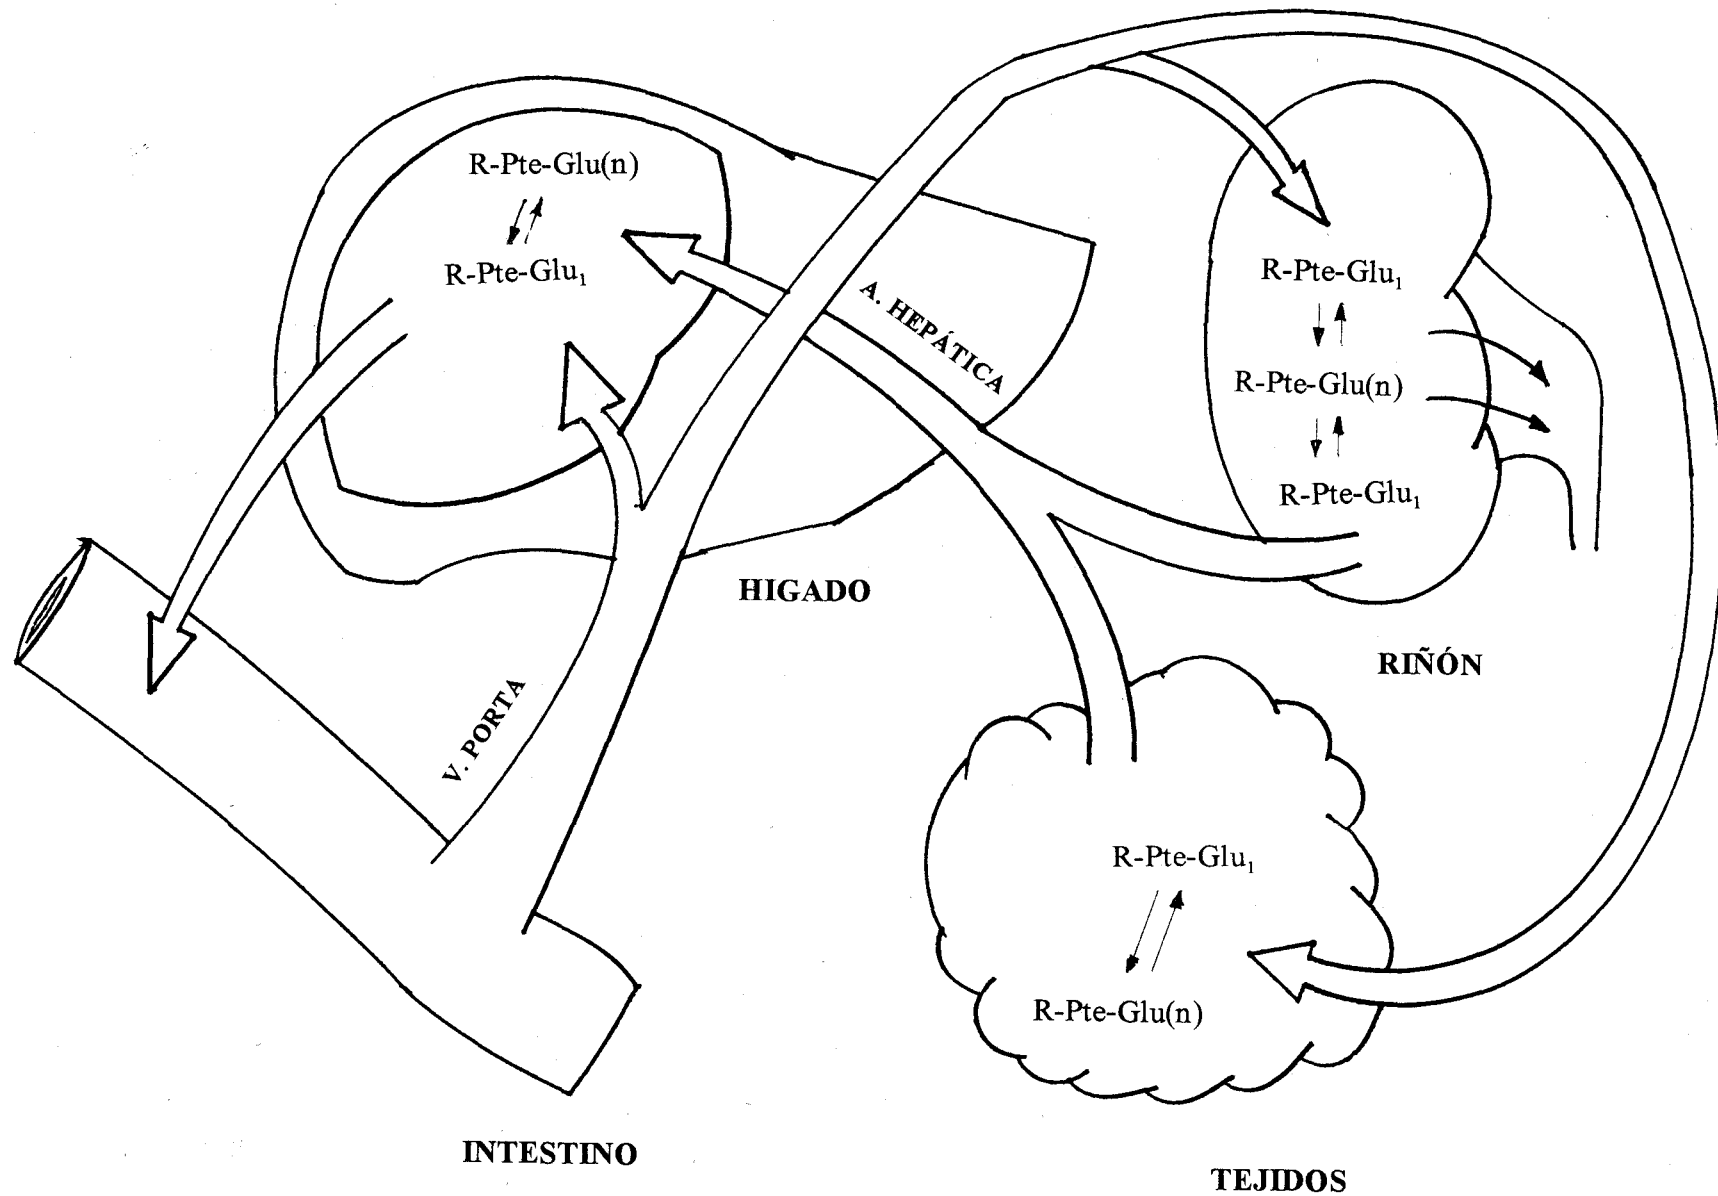 R-Pte-Glu(n)
R-Pte-Glu₁
A. HEPÁTICA
HIGADO
R-Pte-Glu₁
R-Pte-Glu(n)
R-Pte-Glu₁
RIÑÓN
V. PORTA
R-Pte-Glu₁
R-Pte-Glu(n)
INTESTINO
TEJIDOS